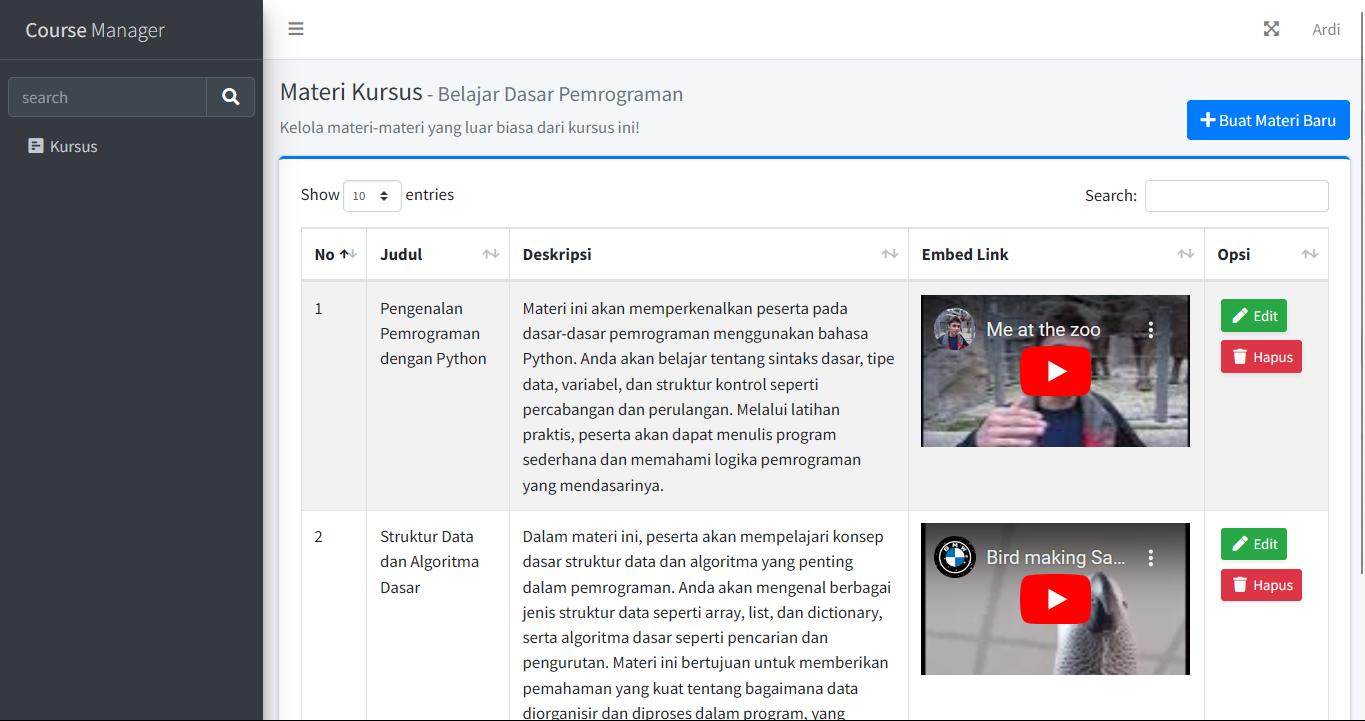 Course Manager
Ardi
search
Kursus
Materi Kursus - Belajar Dasar Pemrograman
Kelola materi-materi yang luar biasa dari kursus ini!
Buat Materi Baru
Show 10 entries
Search:
No Judul Deskripsi Embed Link Opsi
1
Pengenalan
Pemrograman
dengan Python
Materi ini akan memperkenalkan peserta pada
dasar-dasar pemrograman menggunakan bahasa
Python. Anda akan belajar tentang sintaks dasar, tipe
data, variabel, dan struktur kontrol seperti
percabangan dan perulangan. Melalui latihan
praktis, peserta akan dapat menulis program
sederhana dan memahami logika pemrograman
yang mendasarinya.
Me at the zoo
Edit
Hapus
2
Struktur Data
dan Algoritma
Dasar
Dalam materi ini, peserta akan mempelajari konsep
dasar struktur data dan algoritma yang penting
dalam pemrograman. Anda akan mengenal berbagai
jenis struktur data seperti array, list, dan dictionary,
serta algoritma dasar seperti pencarian dan
pengurutan. Materi ini bertujuan untuk memberikan
pemahaman yang kuat tentang bagaimana data
diorganisir dan diproses dalam program, yang
Bird making Sa...
Edit
Hapus